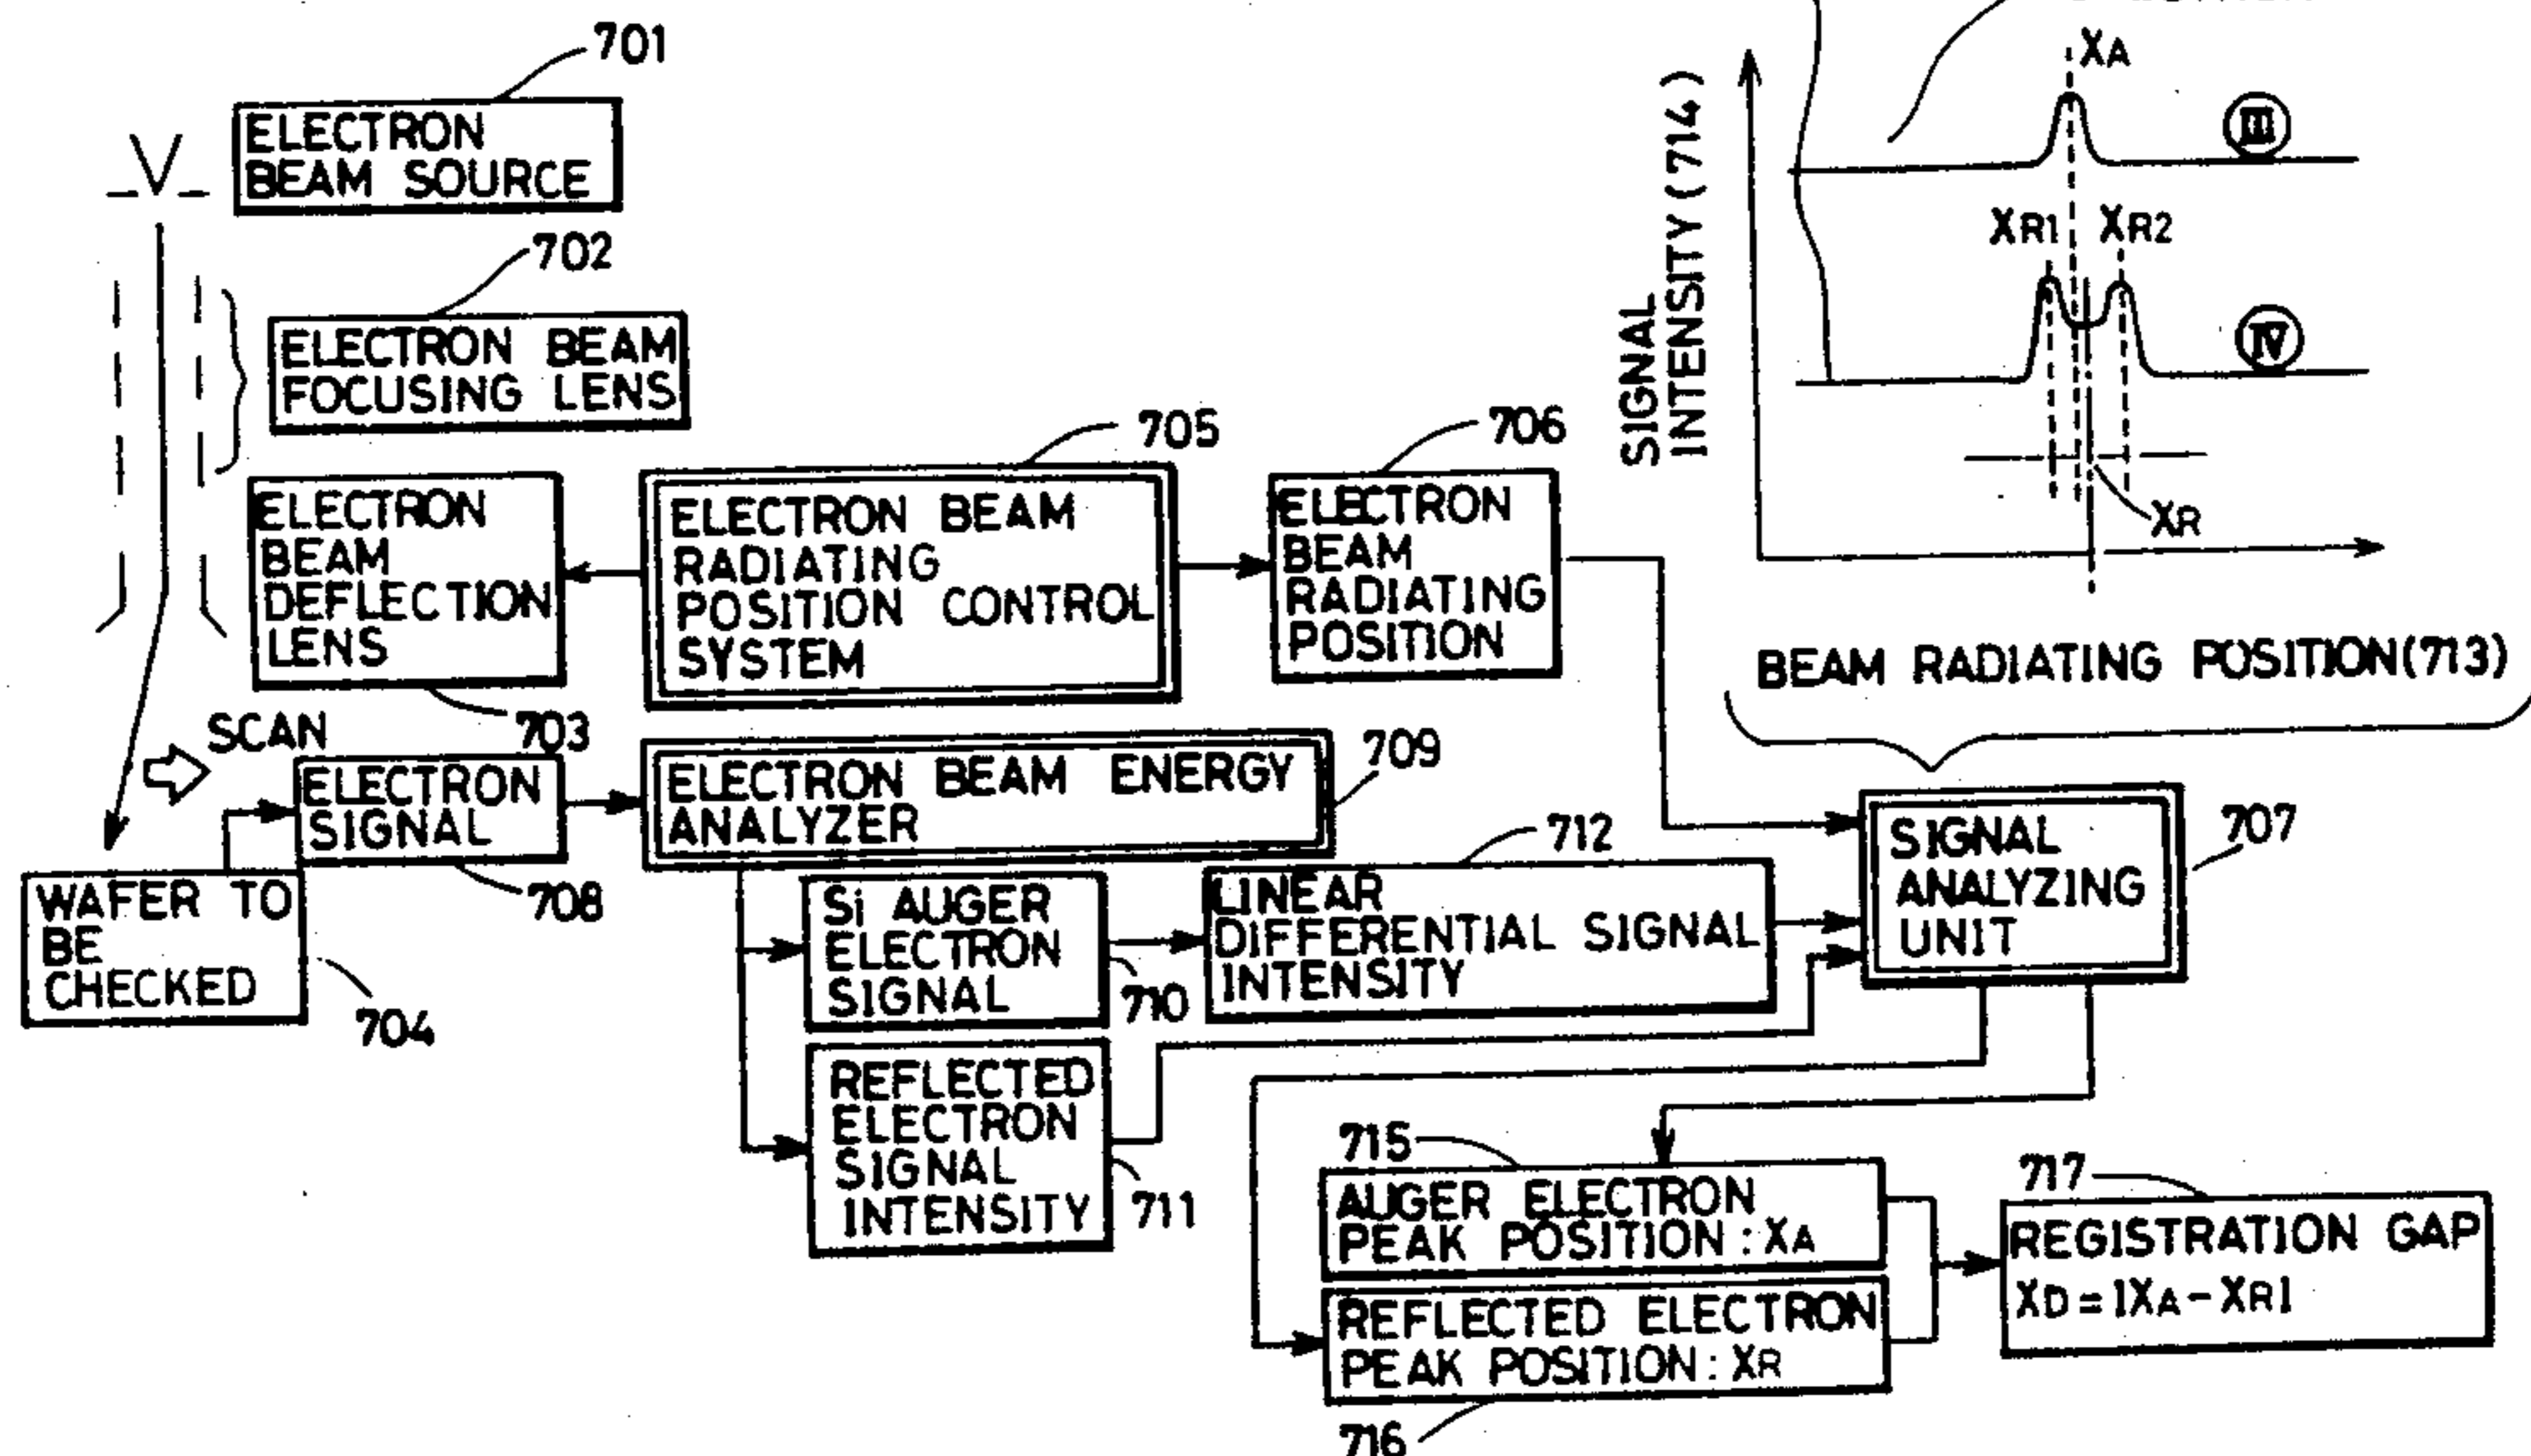 701
ELECTRON
BEAM SOURCE
702
ELECTRON BEAM
FOCUSING LENS
703
ELECTRON
BEAM
DEFLECTION
LENS
705
ELECTRON BEAM
RADIATING
POSITION CONTROL
SYSTEM
706
ELECTRON
BEAM
RADIATING
POSITION
SIGNAL
INTENSITY (714)
XA
III
XR1
XR2
IV
XR
BEAM RADIATING POSITION(713)
SCAN
ELECTRON
SIGNAL
708
ELECTRON BEAM ENERGY
ANALYZER
709
WAFER TO
BE
CHECKED
704
Si AUGER
ELECTRON
SIGNAL
710
712
LINEAR
DIFFERENTIAL SIGNAL
INTENSITY
SIGNAL
ANALYZING
UNIT
707
REFLECTED
ELECTRON
SIGNAL
INTENSITY
711
715
AUGER ELECTRON
PEAK POSITION : XA
REFLECTED ELECTRON
PEAK POSITION : XR
716
717
REGISTRATION GAP
XD = |XA - XR|